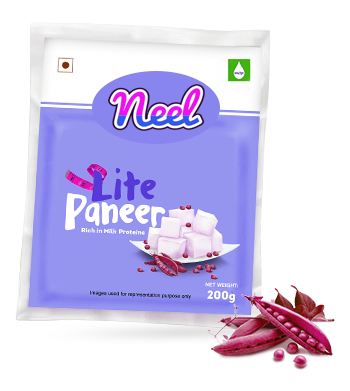 Neel
Lite
Paneer
Rich in Milk Proteins
NET WEIGHT:
200g
Images used for representation purpose only